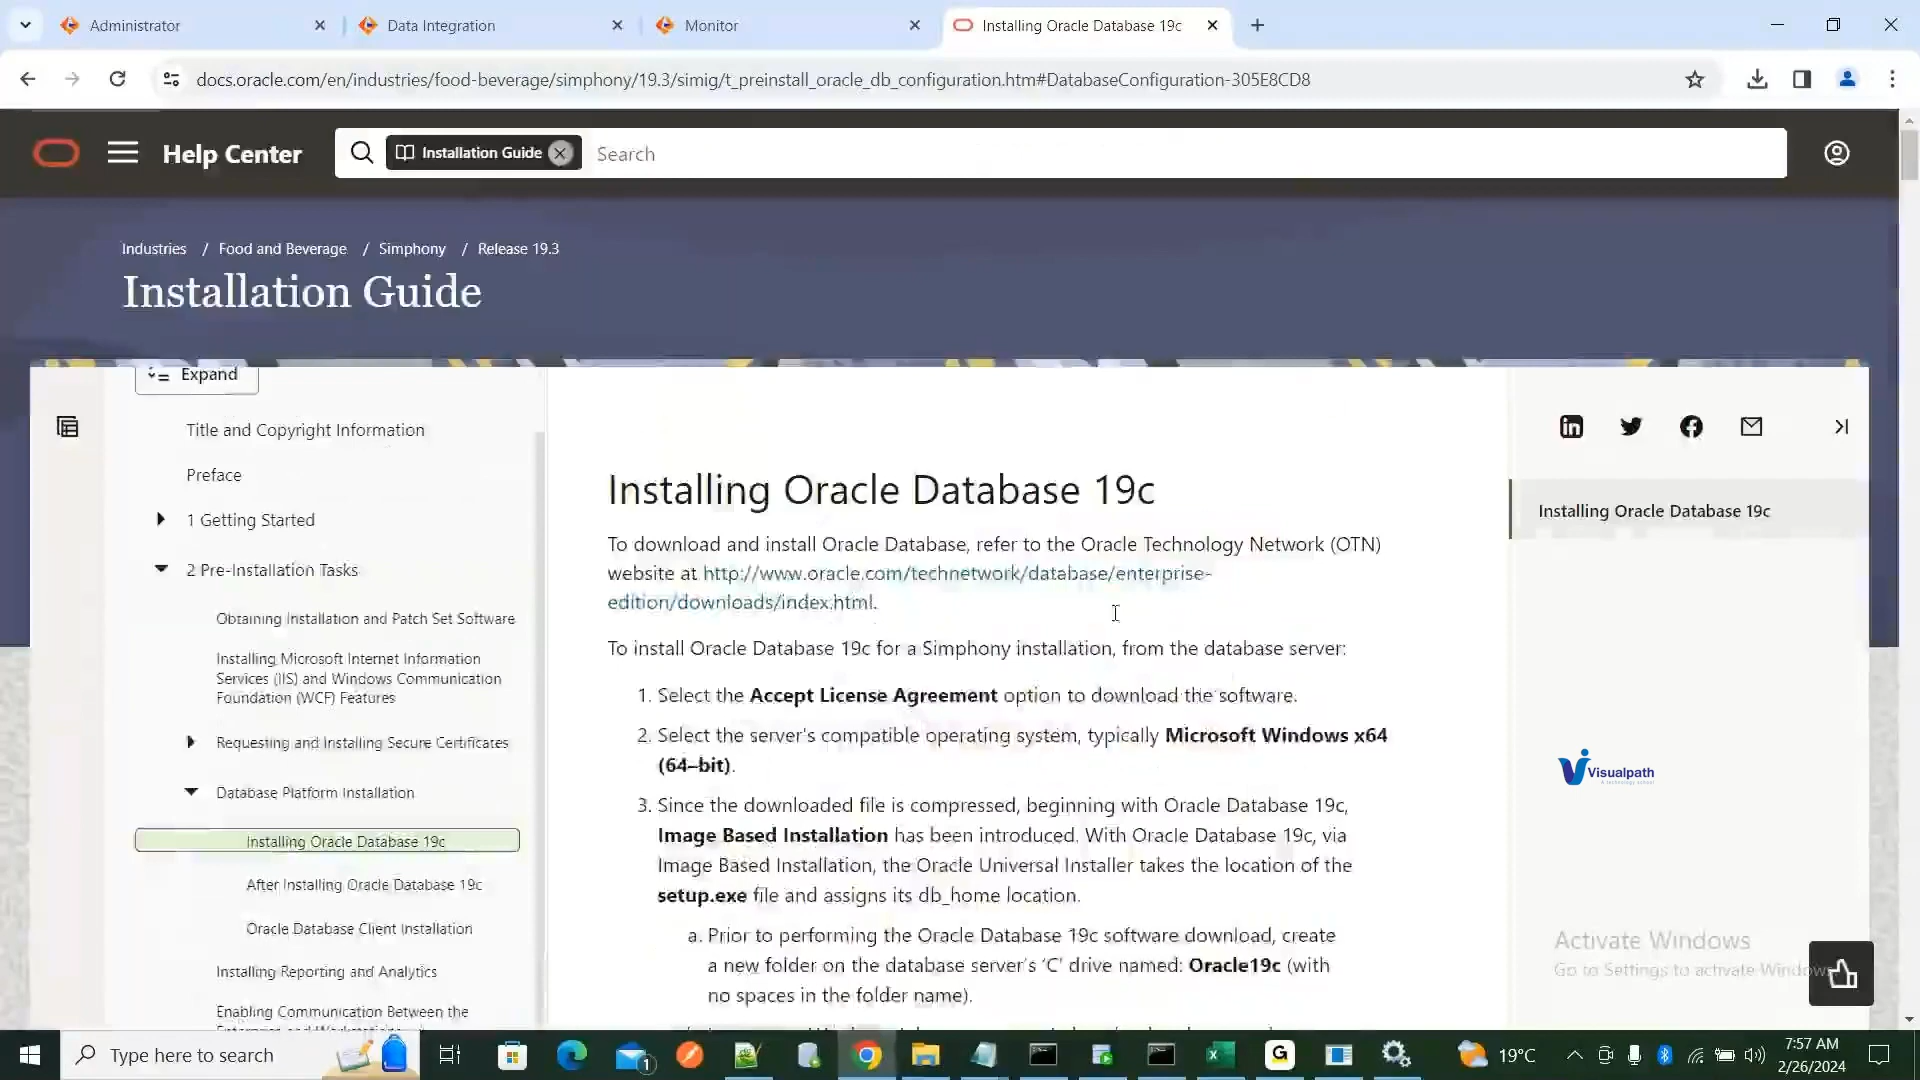 Administrator
Data Integration
Monitor
Installing Oracle Database 19c
docs.oracle.com/en/industries/food-beverage/simphony/19.3/simig/t_preinstall_oracle_db_configuration.htm#DatabaseConfiguration-305E8CD8
Help Center
Installation Guide
Search
Industries / Food and Beverage / Simphony / Release 19.3
Installation Guide
Expand
Title and Copyright Information
Preface
1 Getting Started
2 Pre-Installation Tasks
Obtaining Installation and Patch Set Software
Installing Microsoft Internet Information
Services (IIS) and Windows Communication
Foundation (WCF) Features
Requesting and Installing Secure Certificates
Database Platform Installation
Installing Oracle Database 19c
After Installing Oracle Database 19c
Oracle Database Client Installation
Installing Reporting and Analytics
Enabling Communication Between the
Installing Oracle Database 19c
To download and install Oracle Database, refer to the Oracle Technology Network (OTN)
website at http://www.oracle.com/technetwork/database/enterprise-
edition/downloads/index.html.
To install Oracle Database 19c for a Simphony installation, from the database server:
1. Select the Accept License Agreement option to download the software.
2. Select the server's compatible operating system, typically Microsoft Windows x64
(64–bit).
3. Since the downloaded file is compressed, beginning with Oracle Database 19c,
Image Based Installation has been introduced. With Oracle Database 19c, via
Image Based Installation, the Oracle Universal Installer takes the location of the
setup.exe file and assigns its db_home location.
a. Prior to performing the Oracle Database 19c software download, create
a new folder on the database server's 'C' drive named: Oracle19c (with
no spaces in the folder name).
Installing Oracle Database 19c
Visualpath
Activate Windows
Go to Settings to activate Windows.
Type here to search
1
G
19°C
7:57 AM
2/26/2024